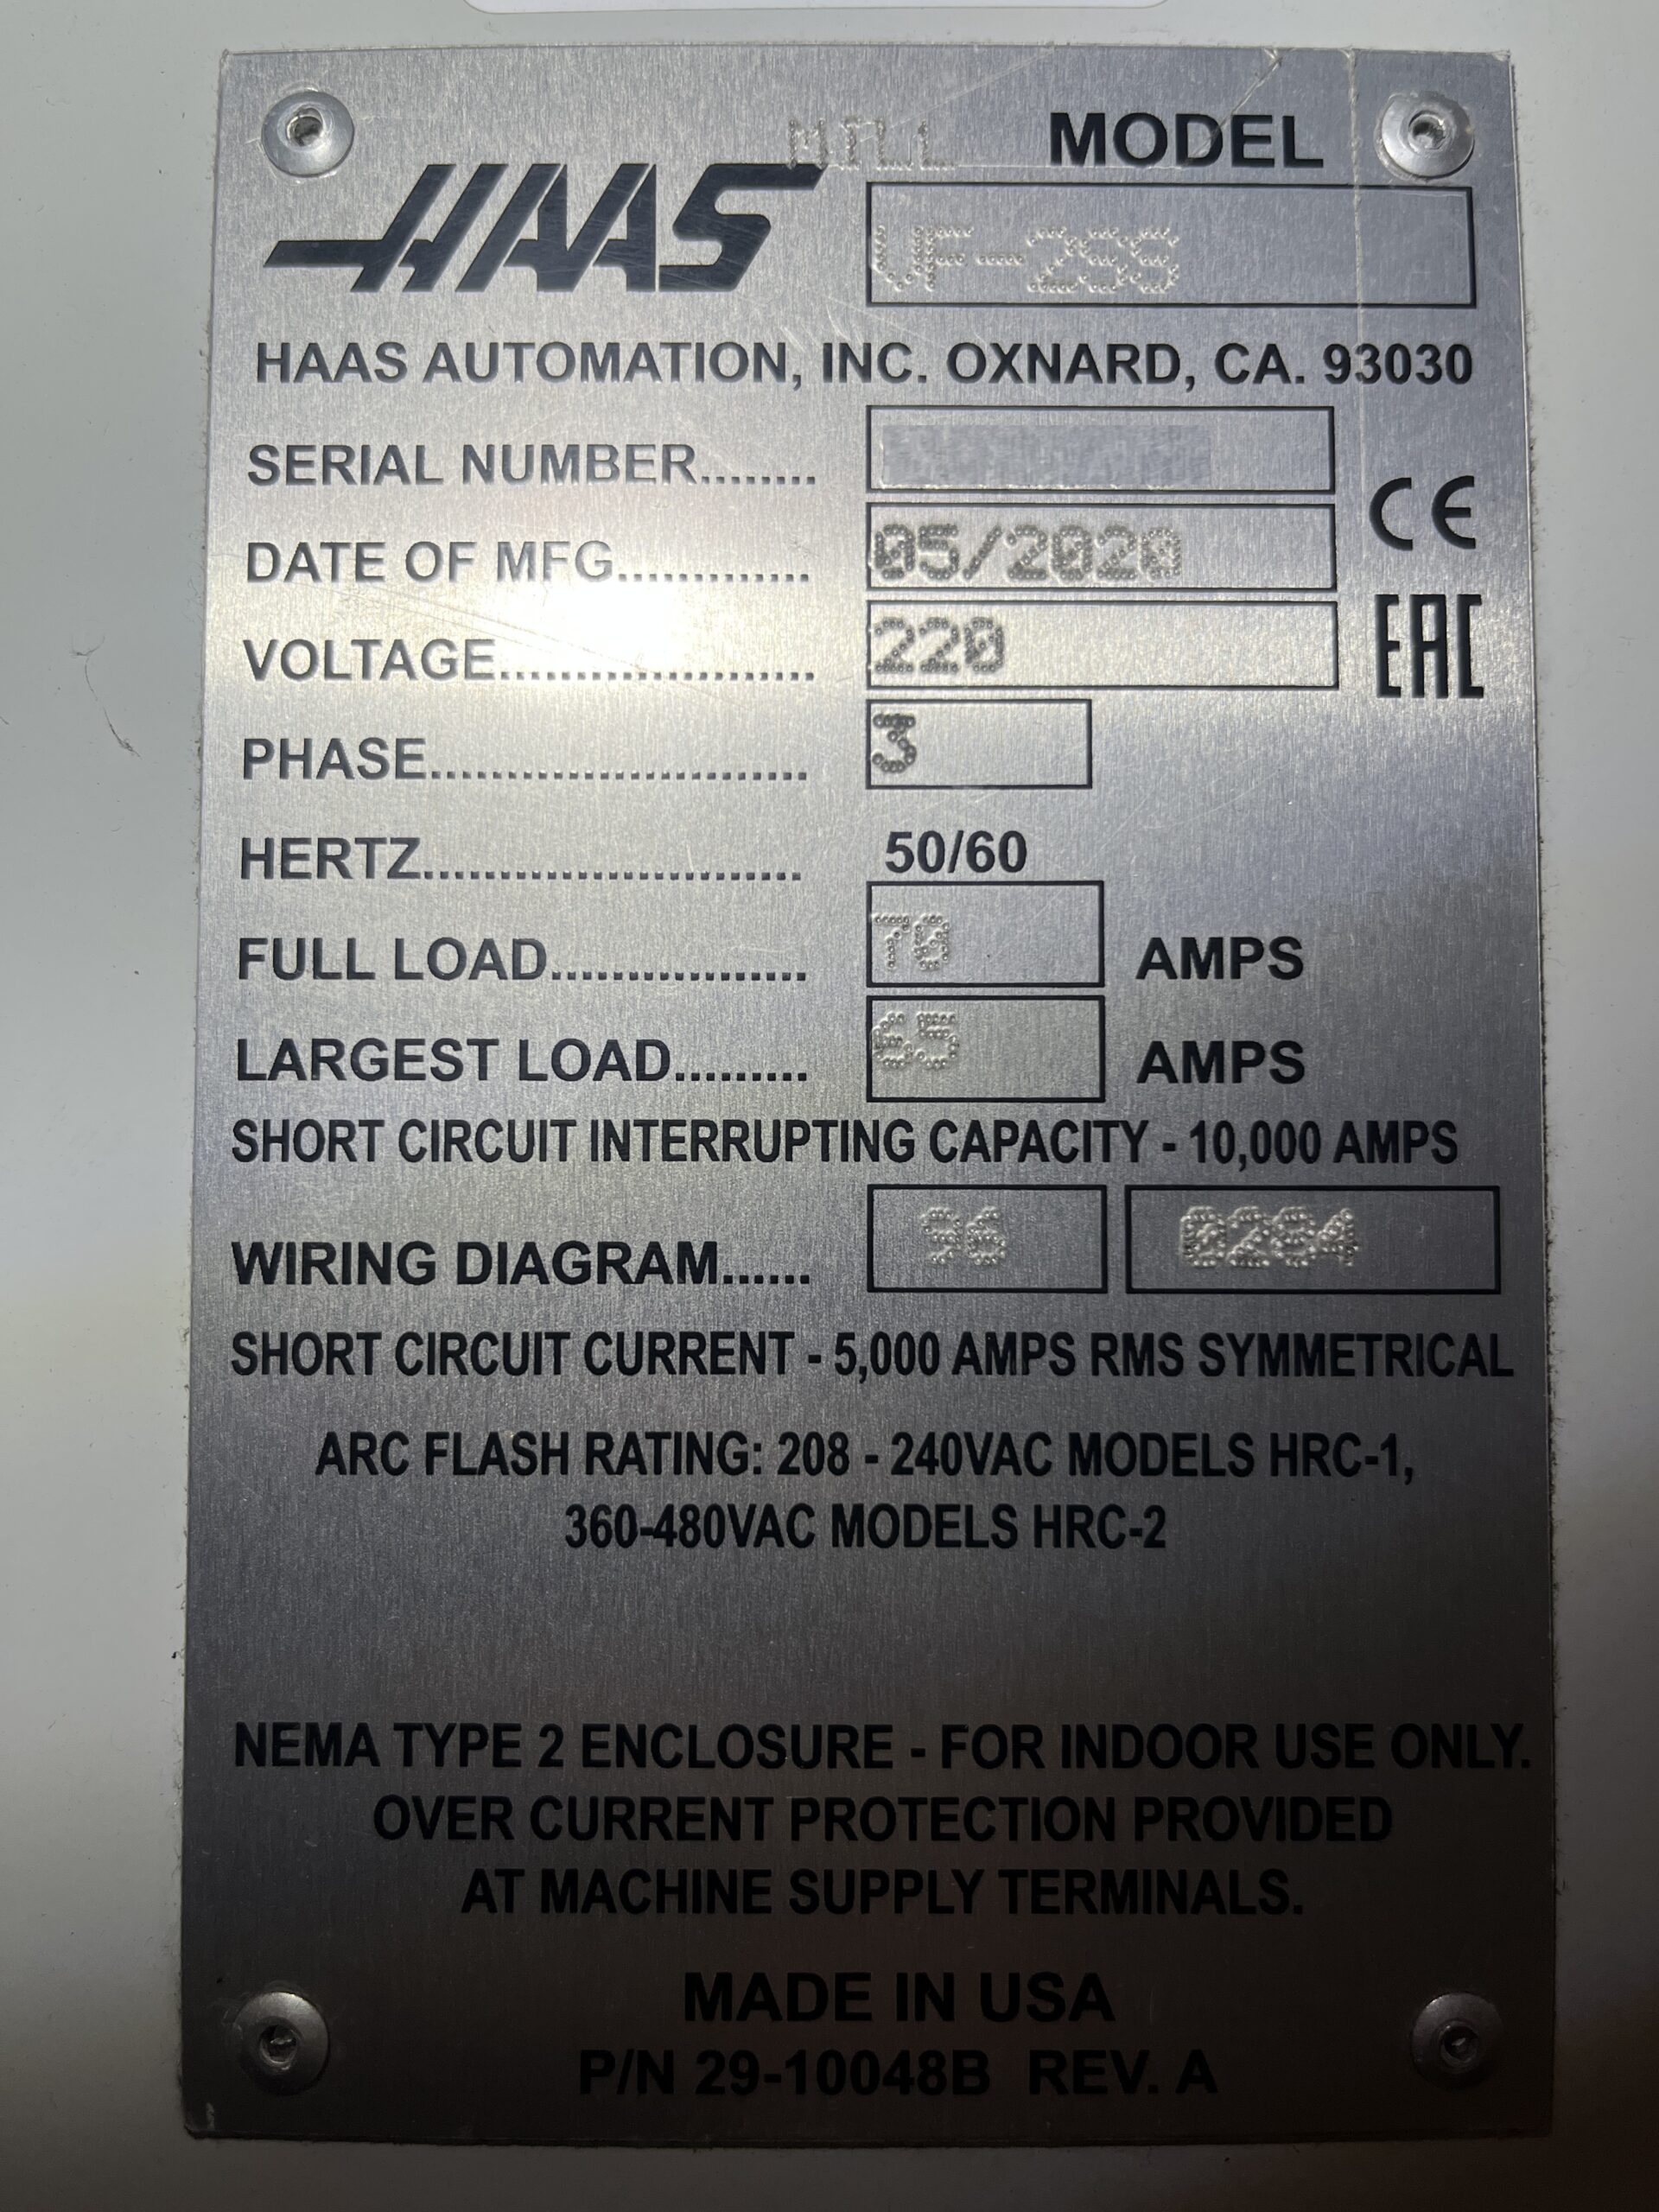 MILL MODEL
HAAS VF-2SS
HAAS AUTOMATION, INC. OXNARD, CA. 93030
SERIAL NUMBER........
DATE OF MFG............. 05/2020
CE
VOLTAGE..................... 220
EAC
PHASE......................... 3
HERTZ......................... 50/60
FULL LOAD................. 70 AMPS
LARGEST LOAD......... 65 AMPS
SHORT CIRCUIT INTERRUPTING CAPACITY - 10,000 AMPS
WIRING DIAGRAM...... 96 0284
SHORT CIRCUIT CURRENT - 5,000 AMPS RMS SYMMETRICAL
ARC FLASH RATING: 208 - 240VAC MODELS HRC-1,
360-480VAC MODELS HRC-2
NEMA TYPE 2 ENCLOSURE - FOR INDOOR USE ONLY.
OVER CURRENT PROTECTION PROVIDED
AT MACHINE SUPPLY TERMINALS.
MADE IN USA
P/N 29-10048B REV. A